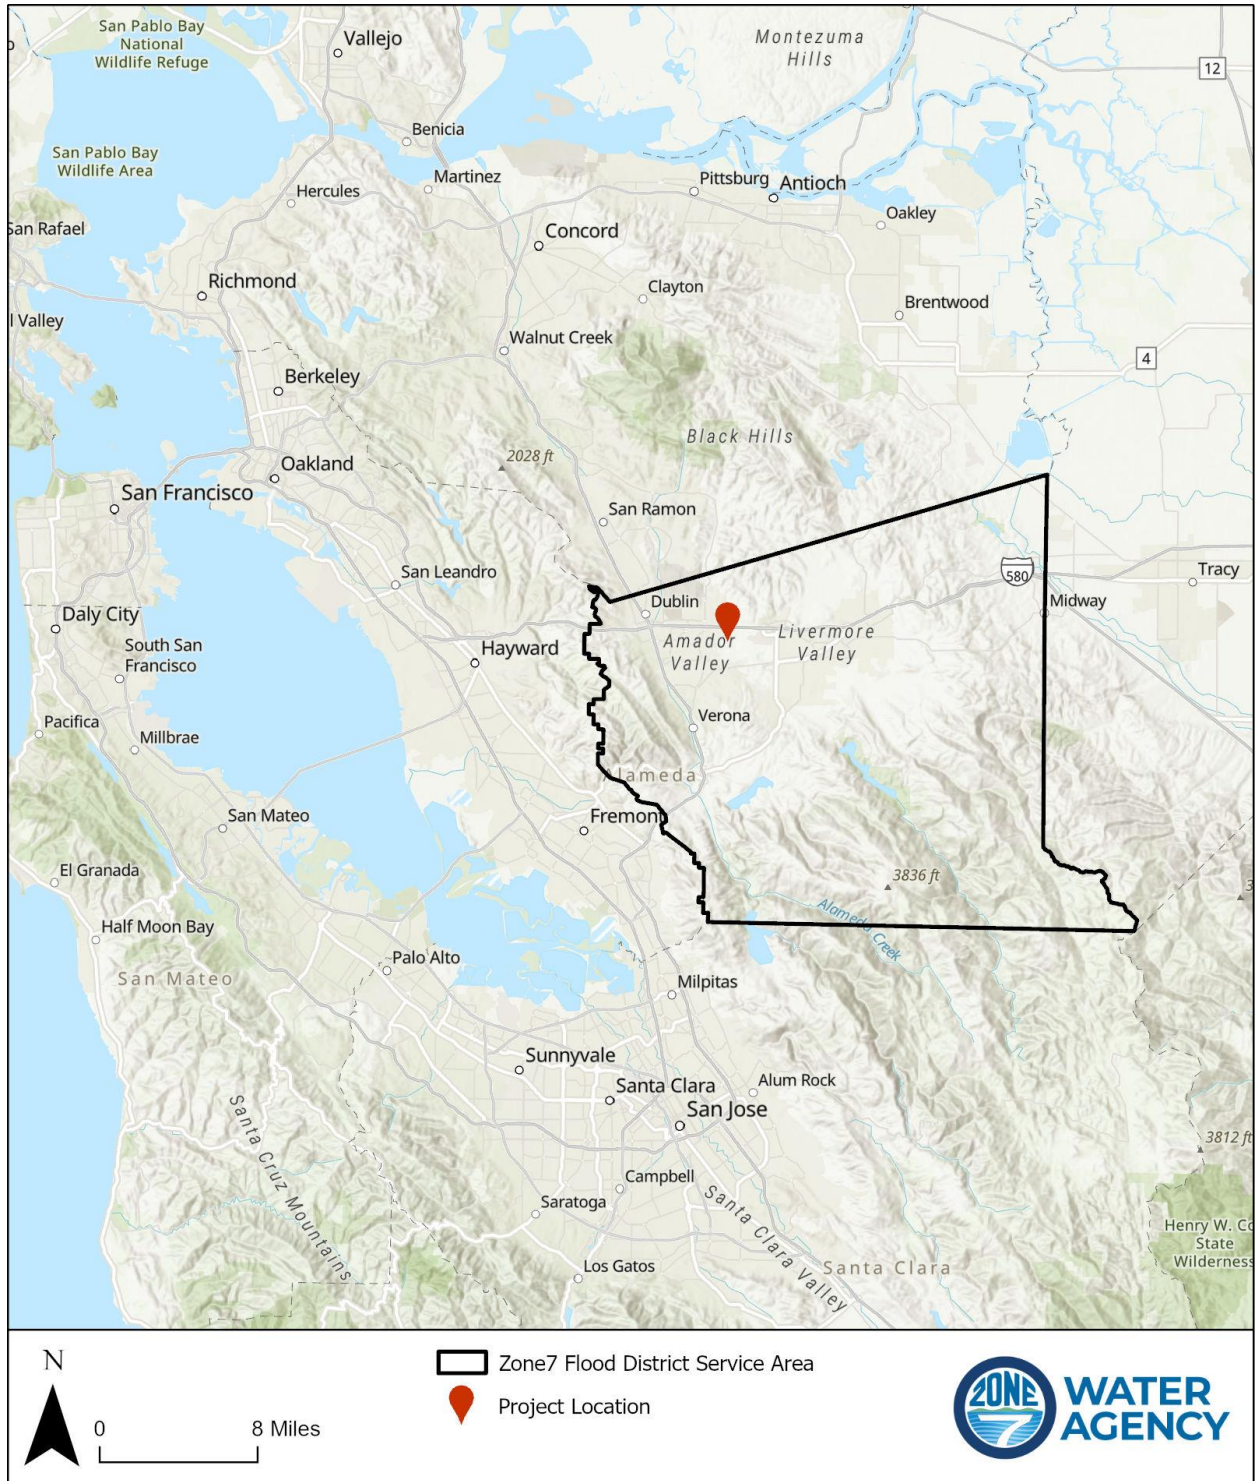 San Pablo Bay
National
Wildlife Refuge
Vallejo
Montezuma
Hills
12
Benicia
San Pablo Bay
Wildlife Area
Martinez
Hercules
Pittsburg
Antioch
Oakley
San Rafael
Concord
Richmond
Clayton
Brentwood
l Valley
Walnut Creek
4
Berkeley
Black Hills
2028 ft
Oakland
San Francisco
San Ramon
San Leandro
580
Tracy
Daly City
Dublin
Midway
South San
Francisco
Hayward
Amador
Valley
Livermore
Valley
Pacifica
Millbrae
Verona
Alameda
San Mateo
Fremont
El Granada
3836 ft
3
Half Moon Bay
Alameda Creek
Palo Alto
San Mateo
Milpitas
Sunnyvale
Santa Clara
Alum Rock
San Jose
Santa Cruz Mountains
3812 ft
Campbell
Saratoga
Santa Clara Valley
Henry W. Co
State
Wilderness
Los Gatos
Santa Clara
N
0 8 Miles
Zone7 Flood District Service Area
Project Location
ZONE
7
WATER
AGENCY